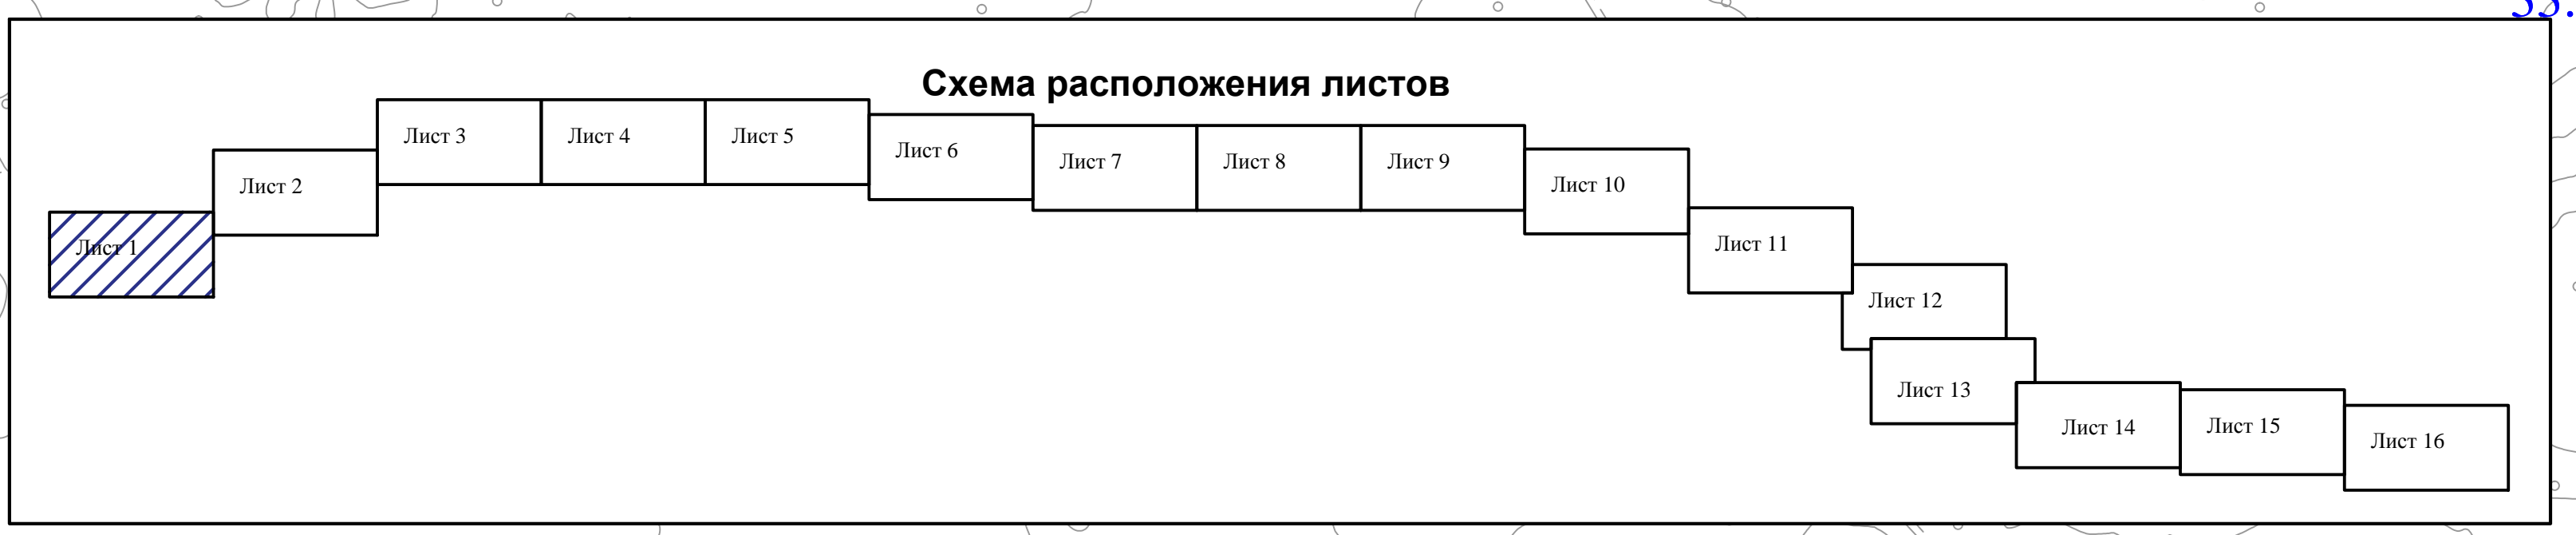 Схема расположения листов
Лист 1
Лист 2
Лист 3
Лист 4
Лист 5
Лист 6
Лист 7
Лист 8
Лист 9
Лист 10
Лист 11
Лист 12
Лист 13
Лист 14
Лист 15
Лист 16